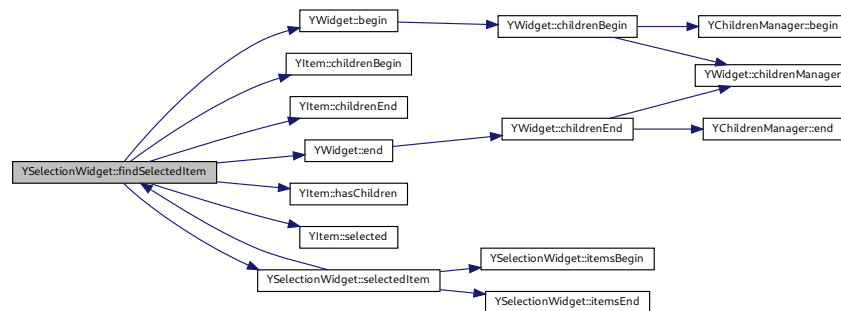 YWidget::begin
YWidget::childrenBegin
YChildrenManager::begin
YItem::childrenBegin
YWidget::childrenManager
YItem::childrenEnd
YWidget::childrenEnd
YChildrenManager::end
YWidget::end
YSelectionWidget::findSelectedItem
YItem::hasChildren
YItem::selected
YSelectionWidget::itemsBegin
YSelectionWidget::selectedItem
YSelectionWidget::itemsEnd